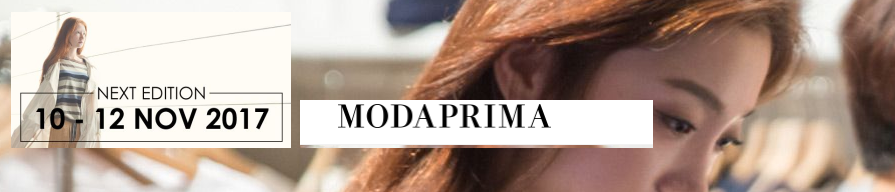 NEXT EDITION
10 - 12 NOV 2017
MODAPRIMA